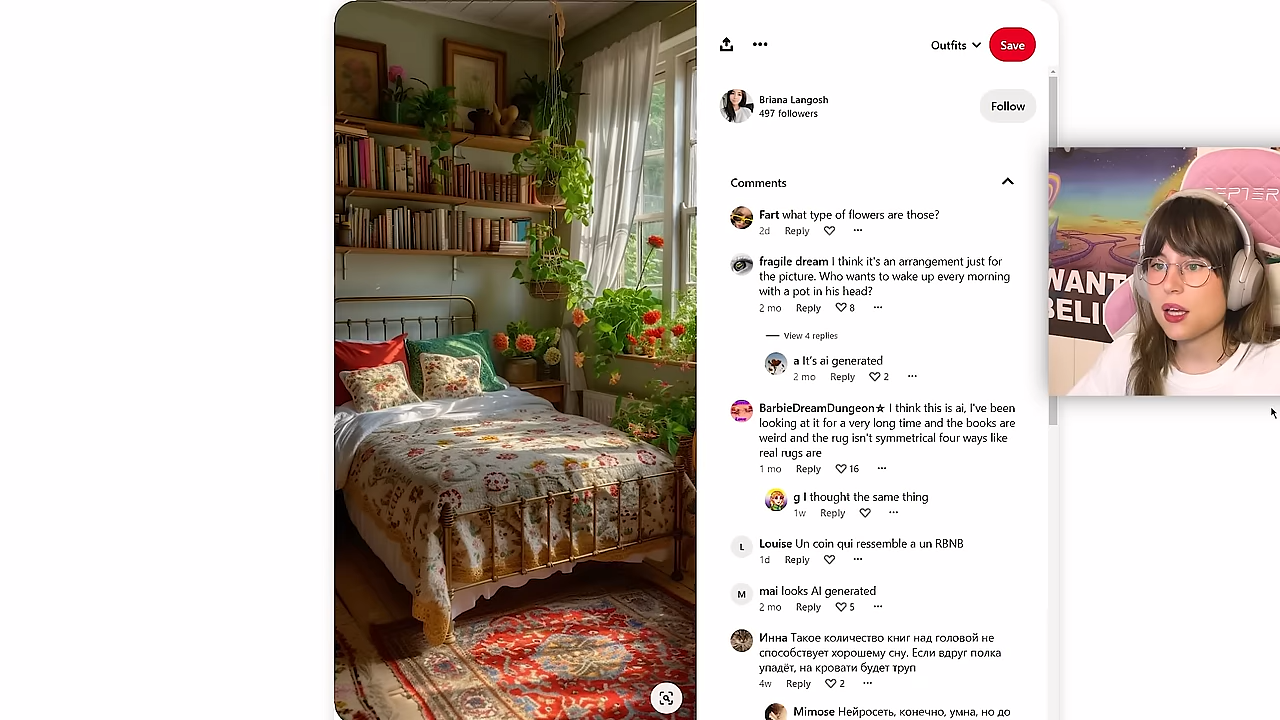 Outfits
Save
Briana Langosh
497 followers
Follow
Comments
Fart what type of flowers are those?
2d Reply
fragile dream I think it's an arrangement just for
the picture. Who wants to wake up every morning
with a pot in his head?
2 mo Reply 8
View 4 replies
a It's ai generated
2 mo Reply 2
BarbieDreamDungeon★ I think this is ai, I've been
looking at it for a very long time and the books are
weird and the rug isn't symmetrical four ways like
real rugs are
1 mo Reply 16
g I thought the same thing
1w Reply
L Louise Un coin qui ressemble a un RBNB
1d Reply
M mai looks AI generated
2 mo Reply 5
Инна Такое количество книг над головой не
способствует хорошему сну. Если вдруг полка
упадёт, на кровати будет труп
4w Reply 2
Mimose Нейросеть, конечно, умна, но до
WANT
BELI